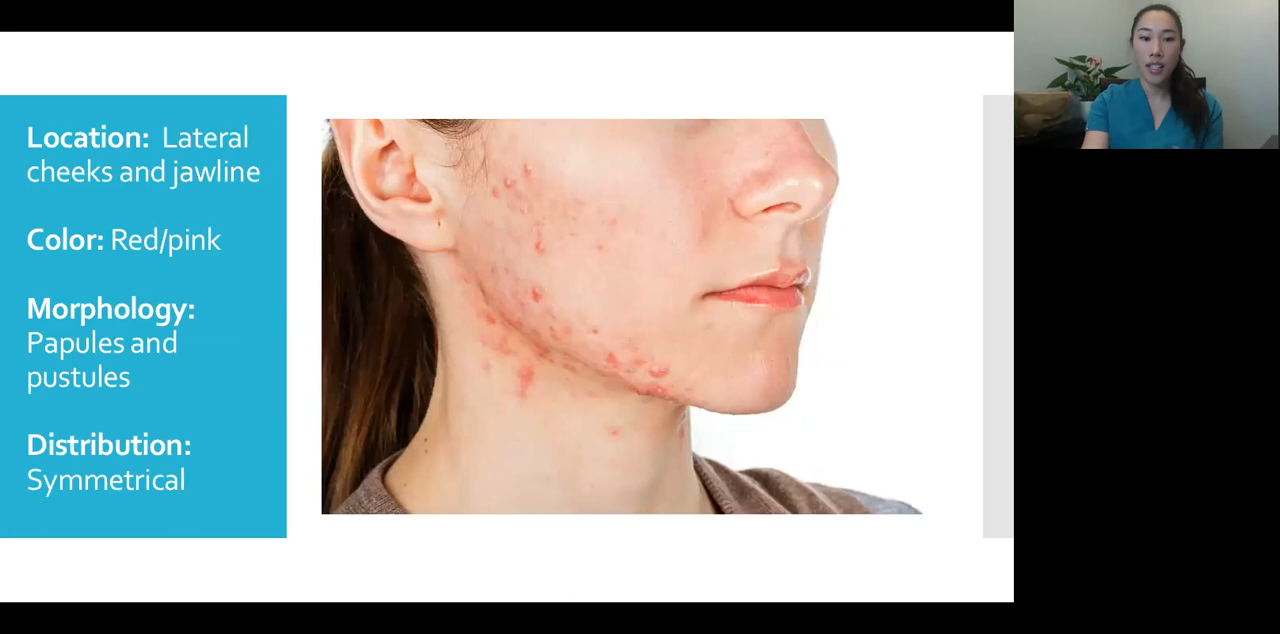 Location: Lateral
cheeks and jawline
Color: Red/pink
Morphology:
Papules and
pustules
Distribution:
Symmetrical